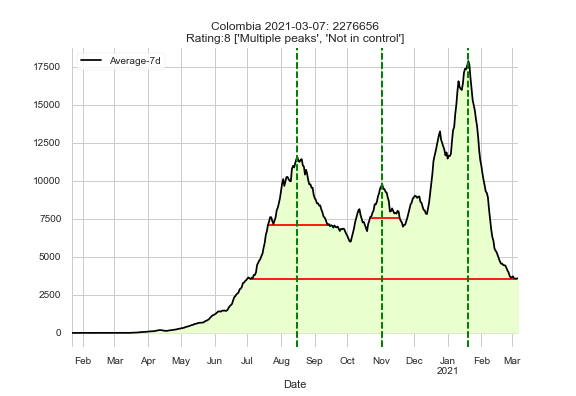 Colombia 2021-03-07: 2276656
Rating:8 ['Multiple peaks', 'Not in control']
Average-7d
17500
15000
12500
10000
7500
5000
2500
0
Feb Mar Apr May Jun Jul Aug Sep Oct Nov Dec Jan Feb Mar
2021
Date